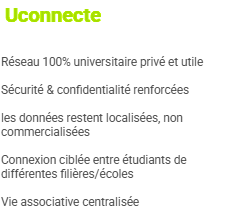 Uconnecte
Réseau 100% universitaire privé et utile
Sécurité & confidentialité renforcées
les données restent localisées, non
commercialisées
Connexion ciblée entre étudiants de
différentes filières/écoles
Vie associative centralisée